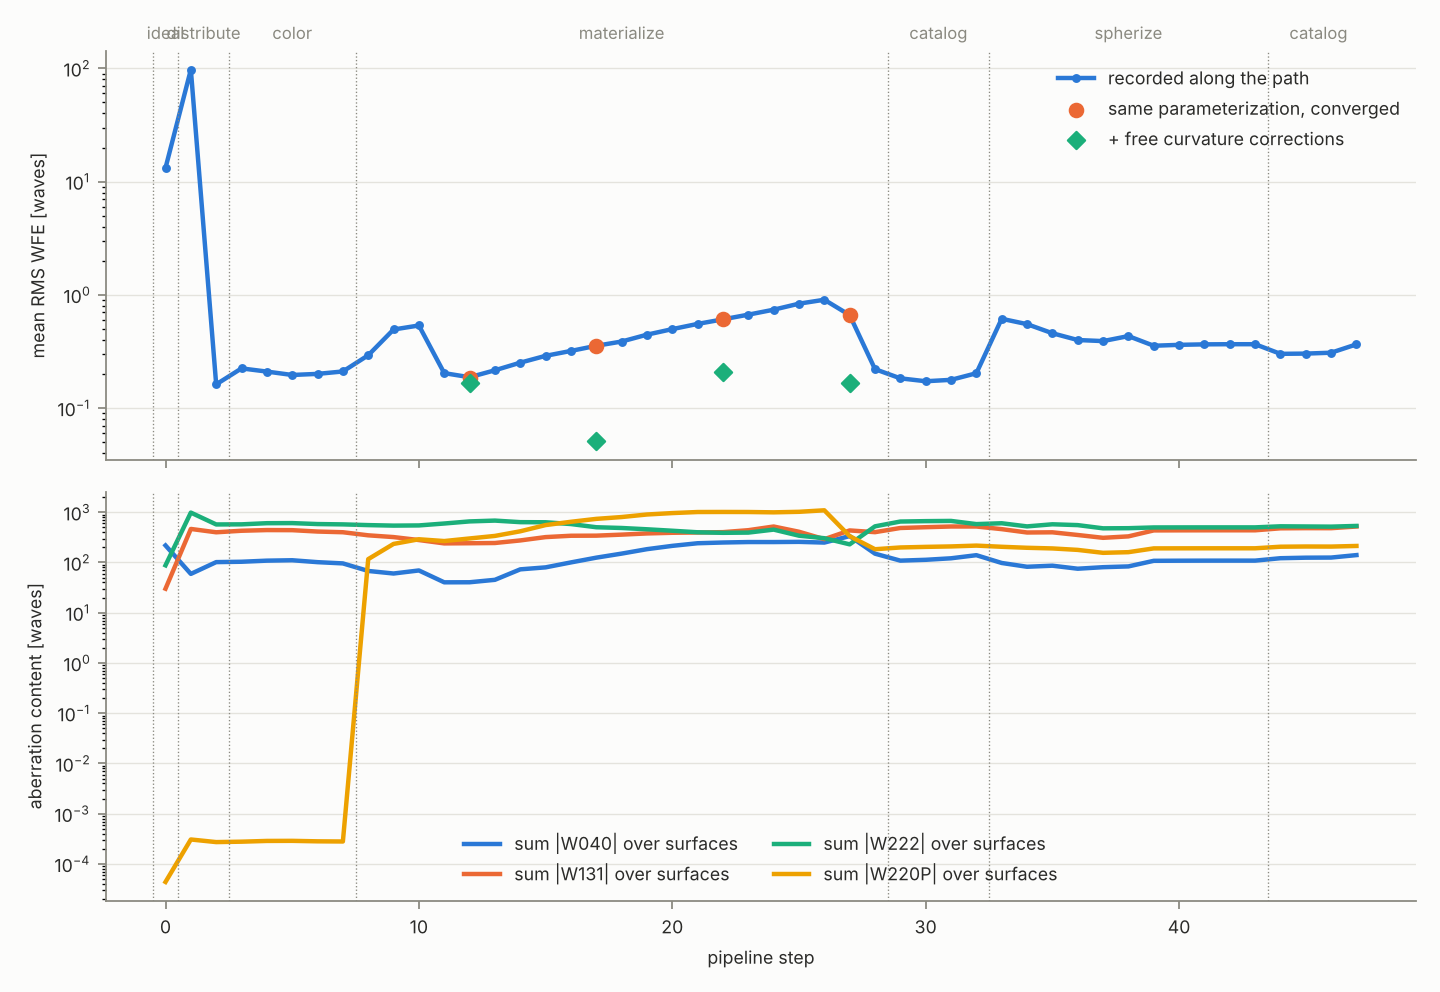 ideal distribute color materialize catalog spherize catalog
mean RMS WFE [waves]
10²
10¹
10⁰
10⁻¹
recorded along the path
same parameterization, converged
+ free curvature corrections
aberration content [waves]
10³
10²
10¹
10⁰
10⁻¹
10⁻²
10⁻³
10⁻⁴
sum |W040| over surfaces sum |W222| over surfaces
sum |W131| over surfaces sum |W220P| over surfaces
0 10 20 30 40
pipeline step